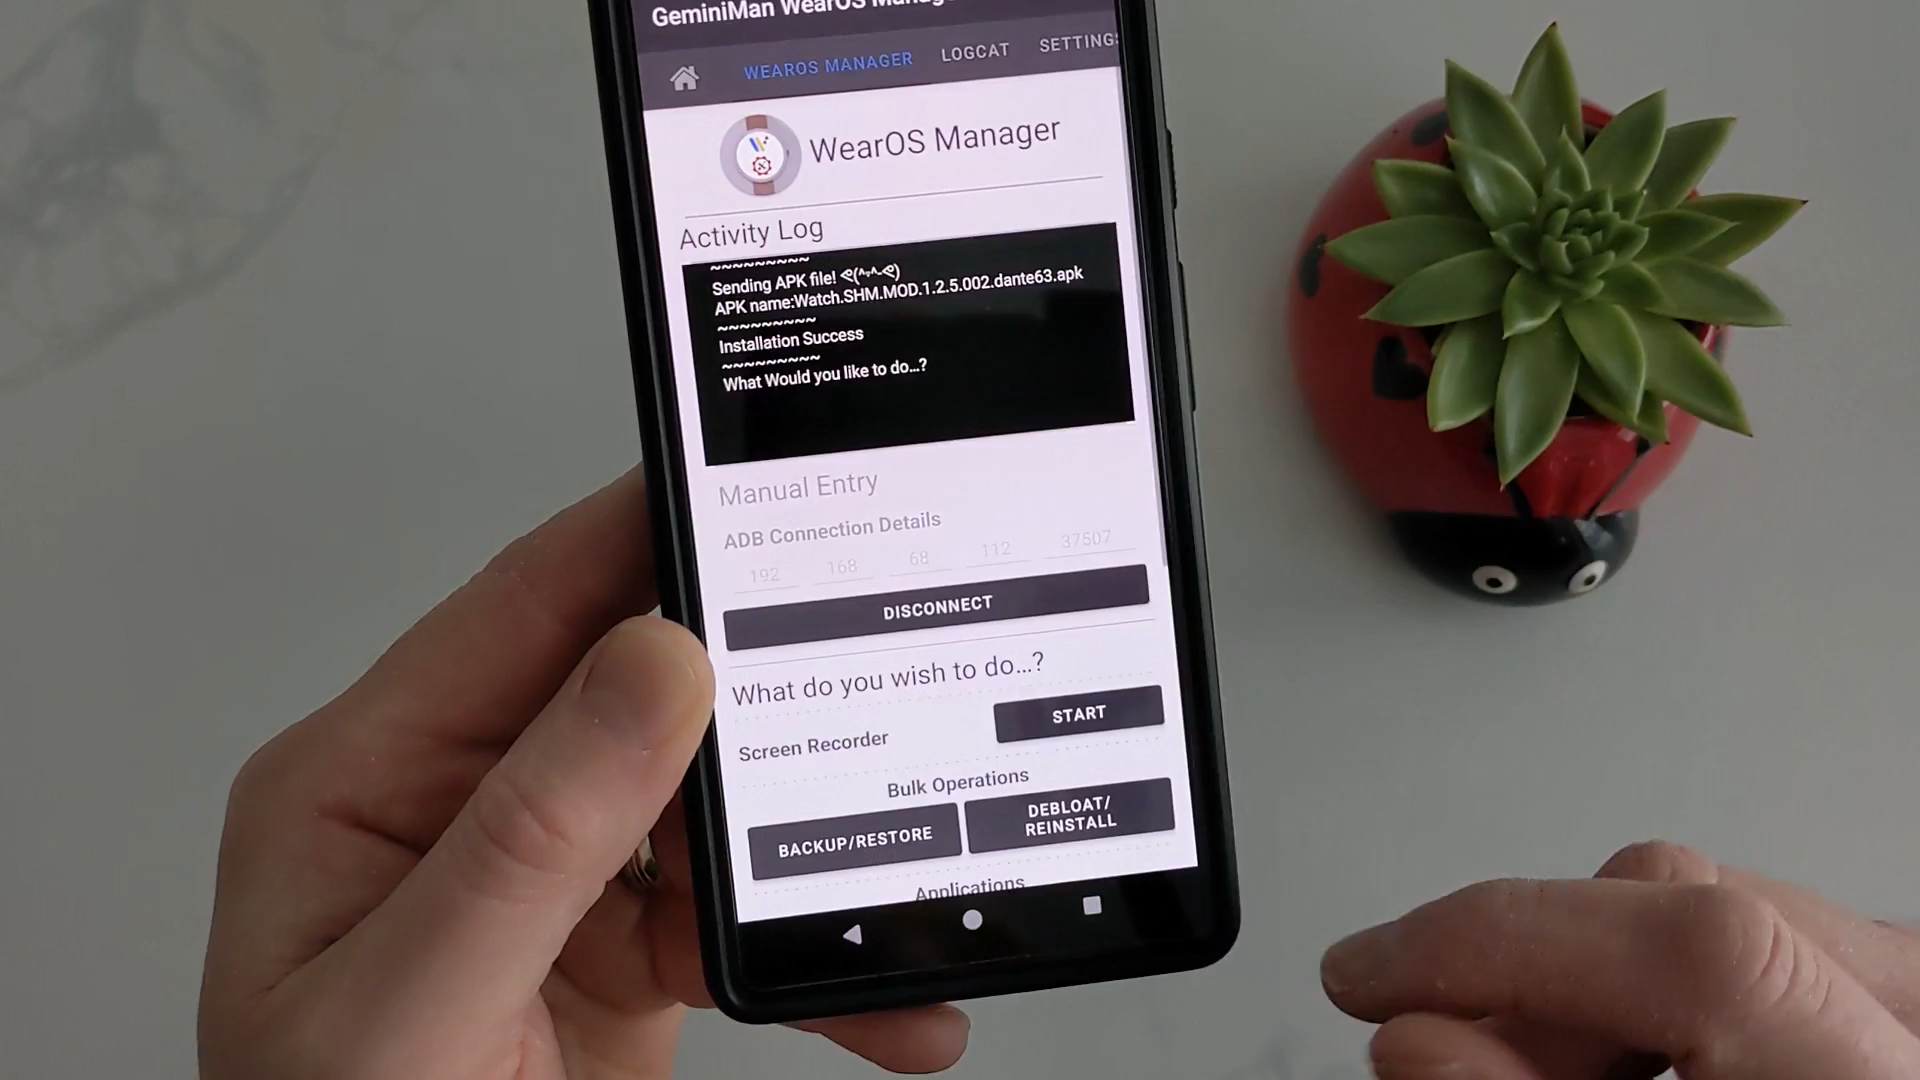 GeminiMan WearOS
WEAROS MANAGER
LOGCAT
SETTINGS
WearOS Manager
Activity Log
~~~~~~~~~
Sending APK file! ᕙ(^▿^-ᕙ)
APK name:Watch.SHM.MOD.1.2.5.002.dante63.apk
~~~~~~~~~
Installation Success
~~~~~~~~~
What Would you like to do...?
Manual Entry
ADB Connection Details
192 168 68 112 37507
DISCONNECT
What do you wish to do...?
Screen Recorder
START
Bulk Operations
BACKUP/RESTORE
DEBLOAT/
REINSTALL
Applications